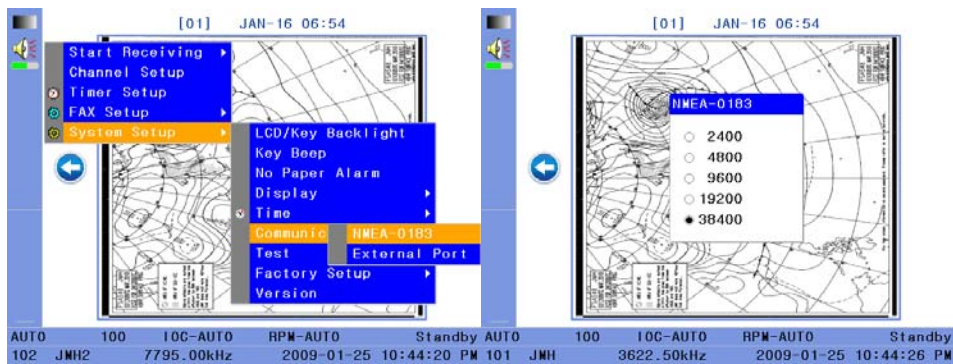 [01] JAN-16 06:54
Start Receiving
Channel Setup
Timer Setup
FAX Setup
System Setup
LCD/Key Backlight
Key Beep
No Paper Alarm
Display
Time
Communic
NMEA-0183
External Port
Test
Factory Setup
Version
AUTO 100 IOC-AUTO RPM-AUTO Standby
102 JMH2 7795.00kHz 2009-01-25 10:44:20 PM
[01] JAN-16 06:54
NMEA-0183
2400
4800
9600
19200
38400
AUTO 100 IOC-AUTO RPM-AUTO Standby
101 JMH 3622.50kHz 2009-01-25 10:44:26 PM